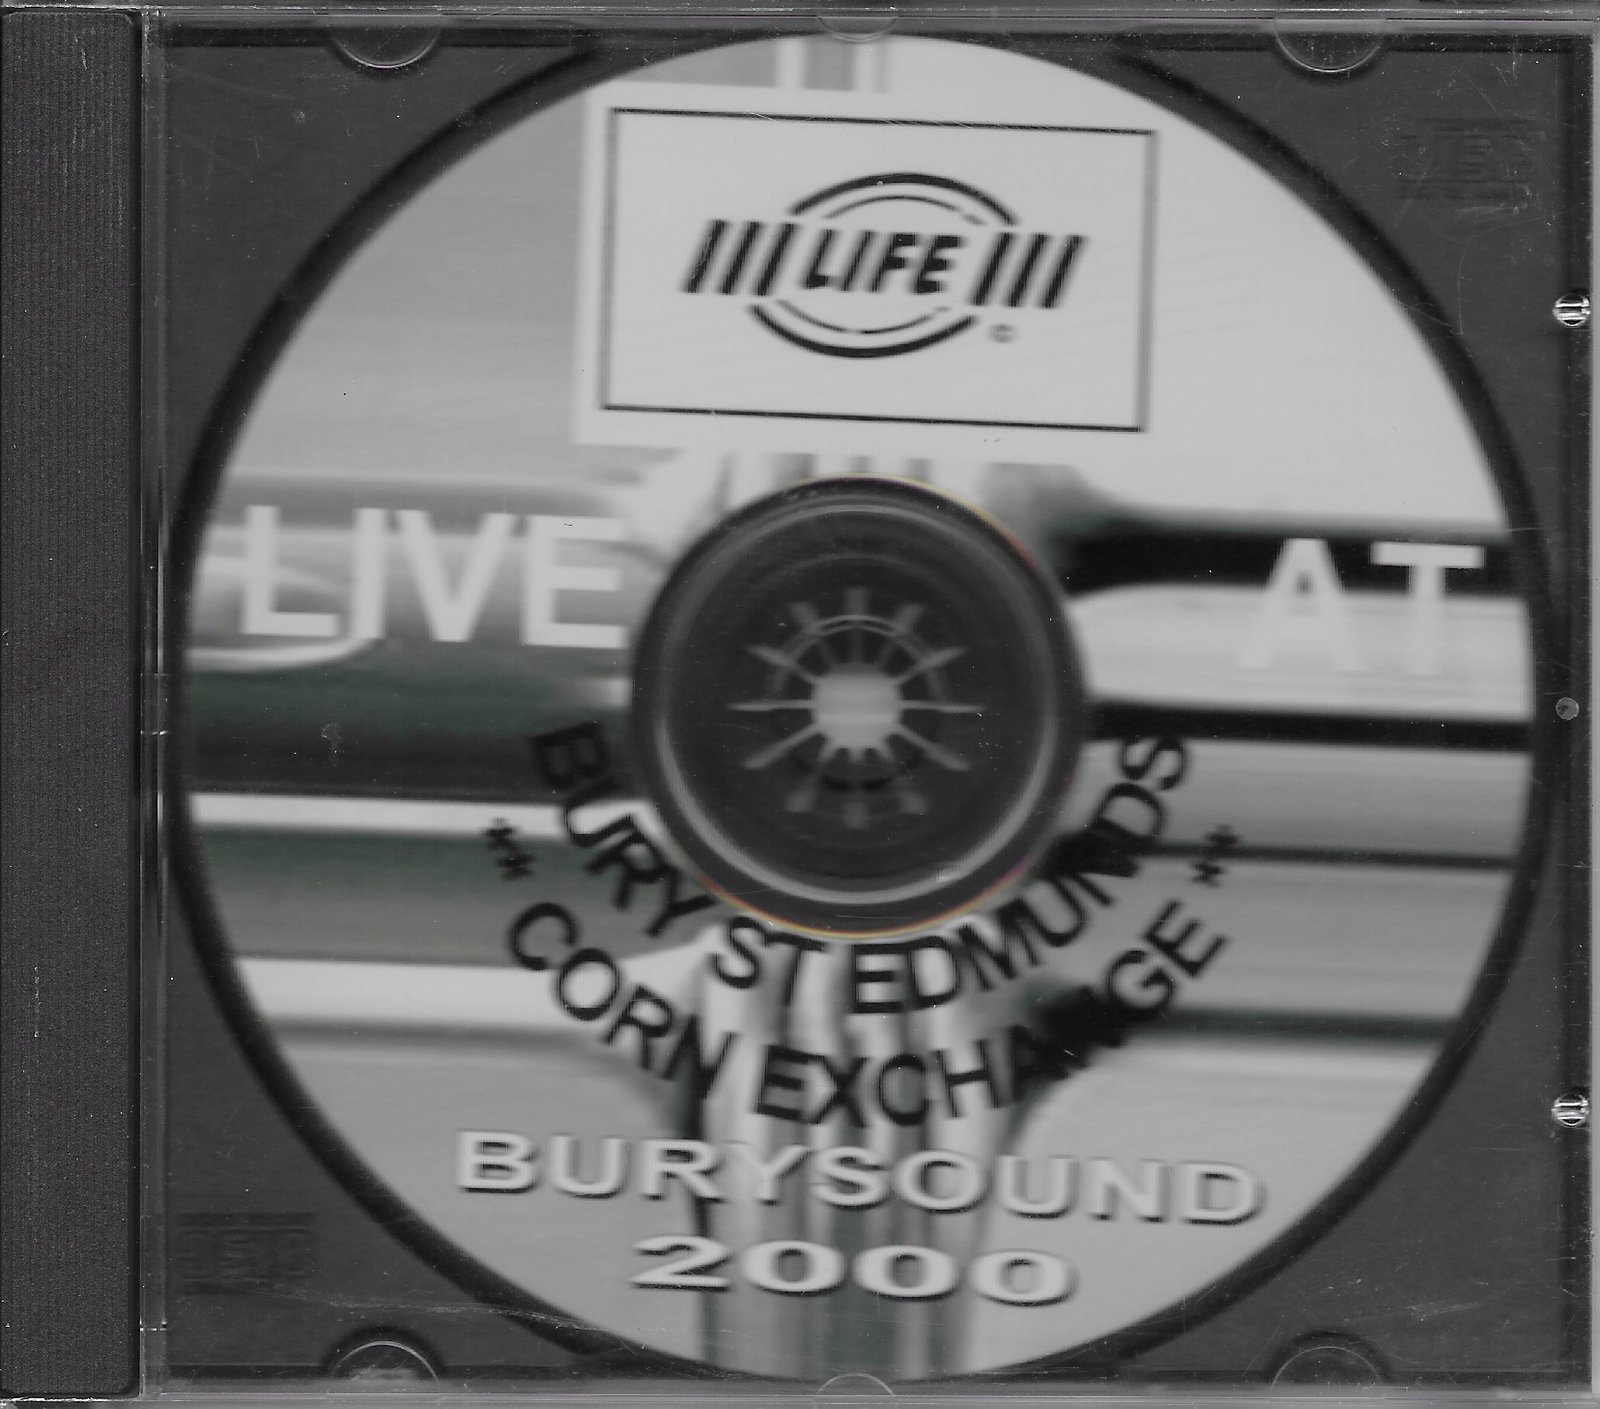 ///LIFE///
©
LIVE AT
BURY ST EDMUNDS
** CORN EXCHANGE **
BURYSOUND
2000